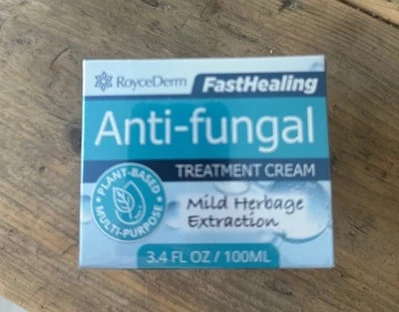 RoyceDerm FastHealing
Anti-fungal
TREATMENT CREAM
PLANT-BASED
MULTI-PURPOSE
Mild Herbage
Extraction
3.4 FL OZ / 100ML